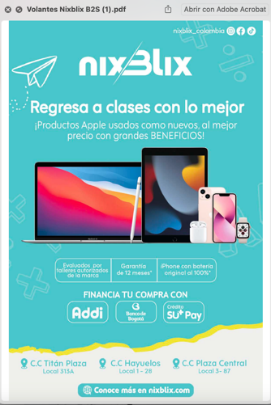 Volantes Nixblix B2S (1).pdf
Abrir con Adobe Acrobat
nixblix_colombia
nixBlix
Regresa a clases con lo mejor
¡Productos Apple usados como nuevos, al mejor
precio con grandes BENEFICIOS!
Evaluados por
talleres autorizados
de la marca
Garantía
de 12 meses*
iPhone con batería
original al 100%*
FINANCIA TU COMPRA CON
Addi
Banco de
Bogotá
Crédito
SU+Pay
C.C Titán Plaza
Local 313A
C.C Hayuelos
Local 1 - 28
C.C Plaza Central
Local 3- 87
Conoce más en nixblix.com